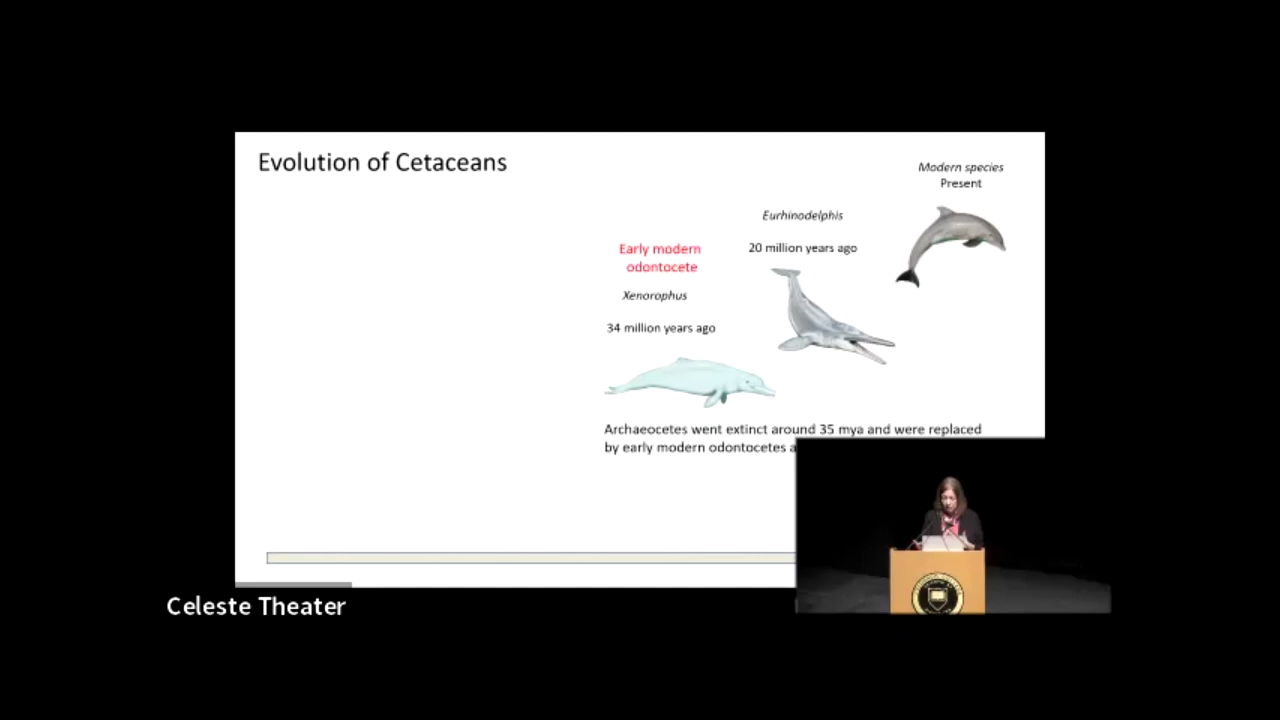 Evolution of Cetaceans
Modern species
Present
Eurhinodelphis
20 million years ago
Early modern
odontocete
Xenorophus
34 million years ago
Archaeocetes went extinct around 35 mya and were replaced
by early modern odontocetes
Celeste Theater